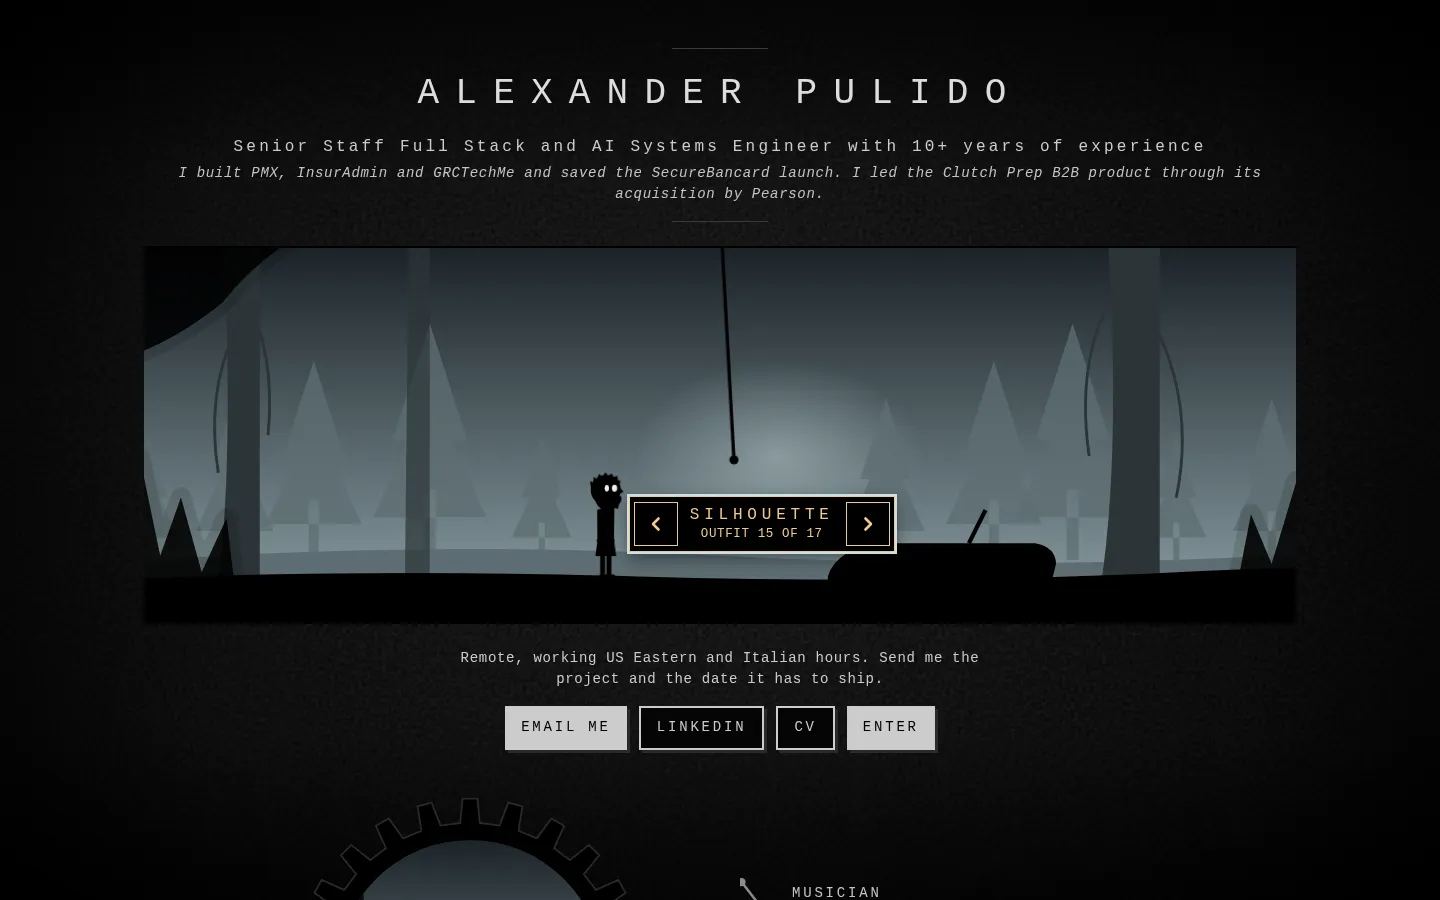 ALEXANDER PULIDO
Senior Staff Full Stack and AI Systems Engineer with 10+ years of experience
I built PMX, InsurAdmin and GRCTechMe and saved the SecureBancard launch. I led the Clutch Prep B2B product through its
acquisition by Pearson.
SILHOUETTE
OUTFIT 15 OF 17
Remote, working US Eastern and Italian hours. Send me the
project and the date it has to ship.
EMAIL ME
LINKEDIN
CV
ENTER
MUSICIAN